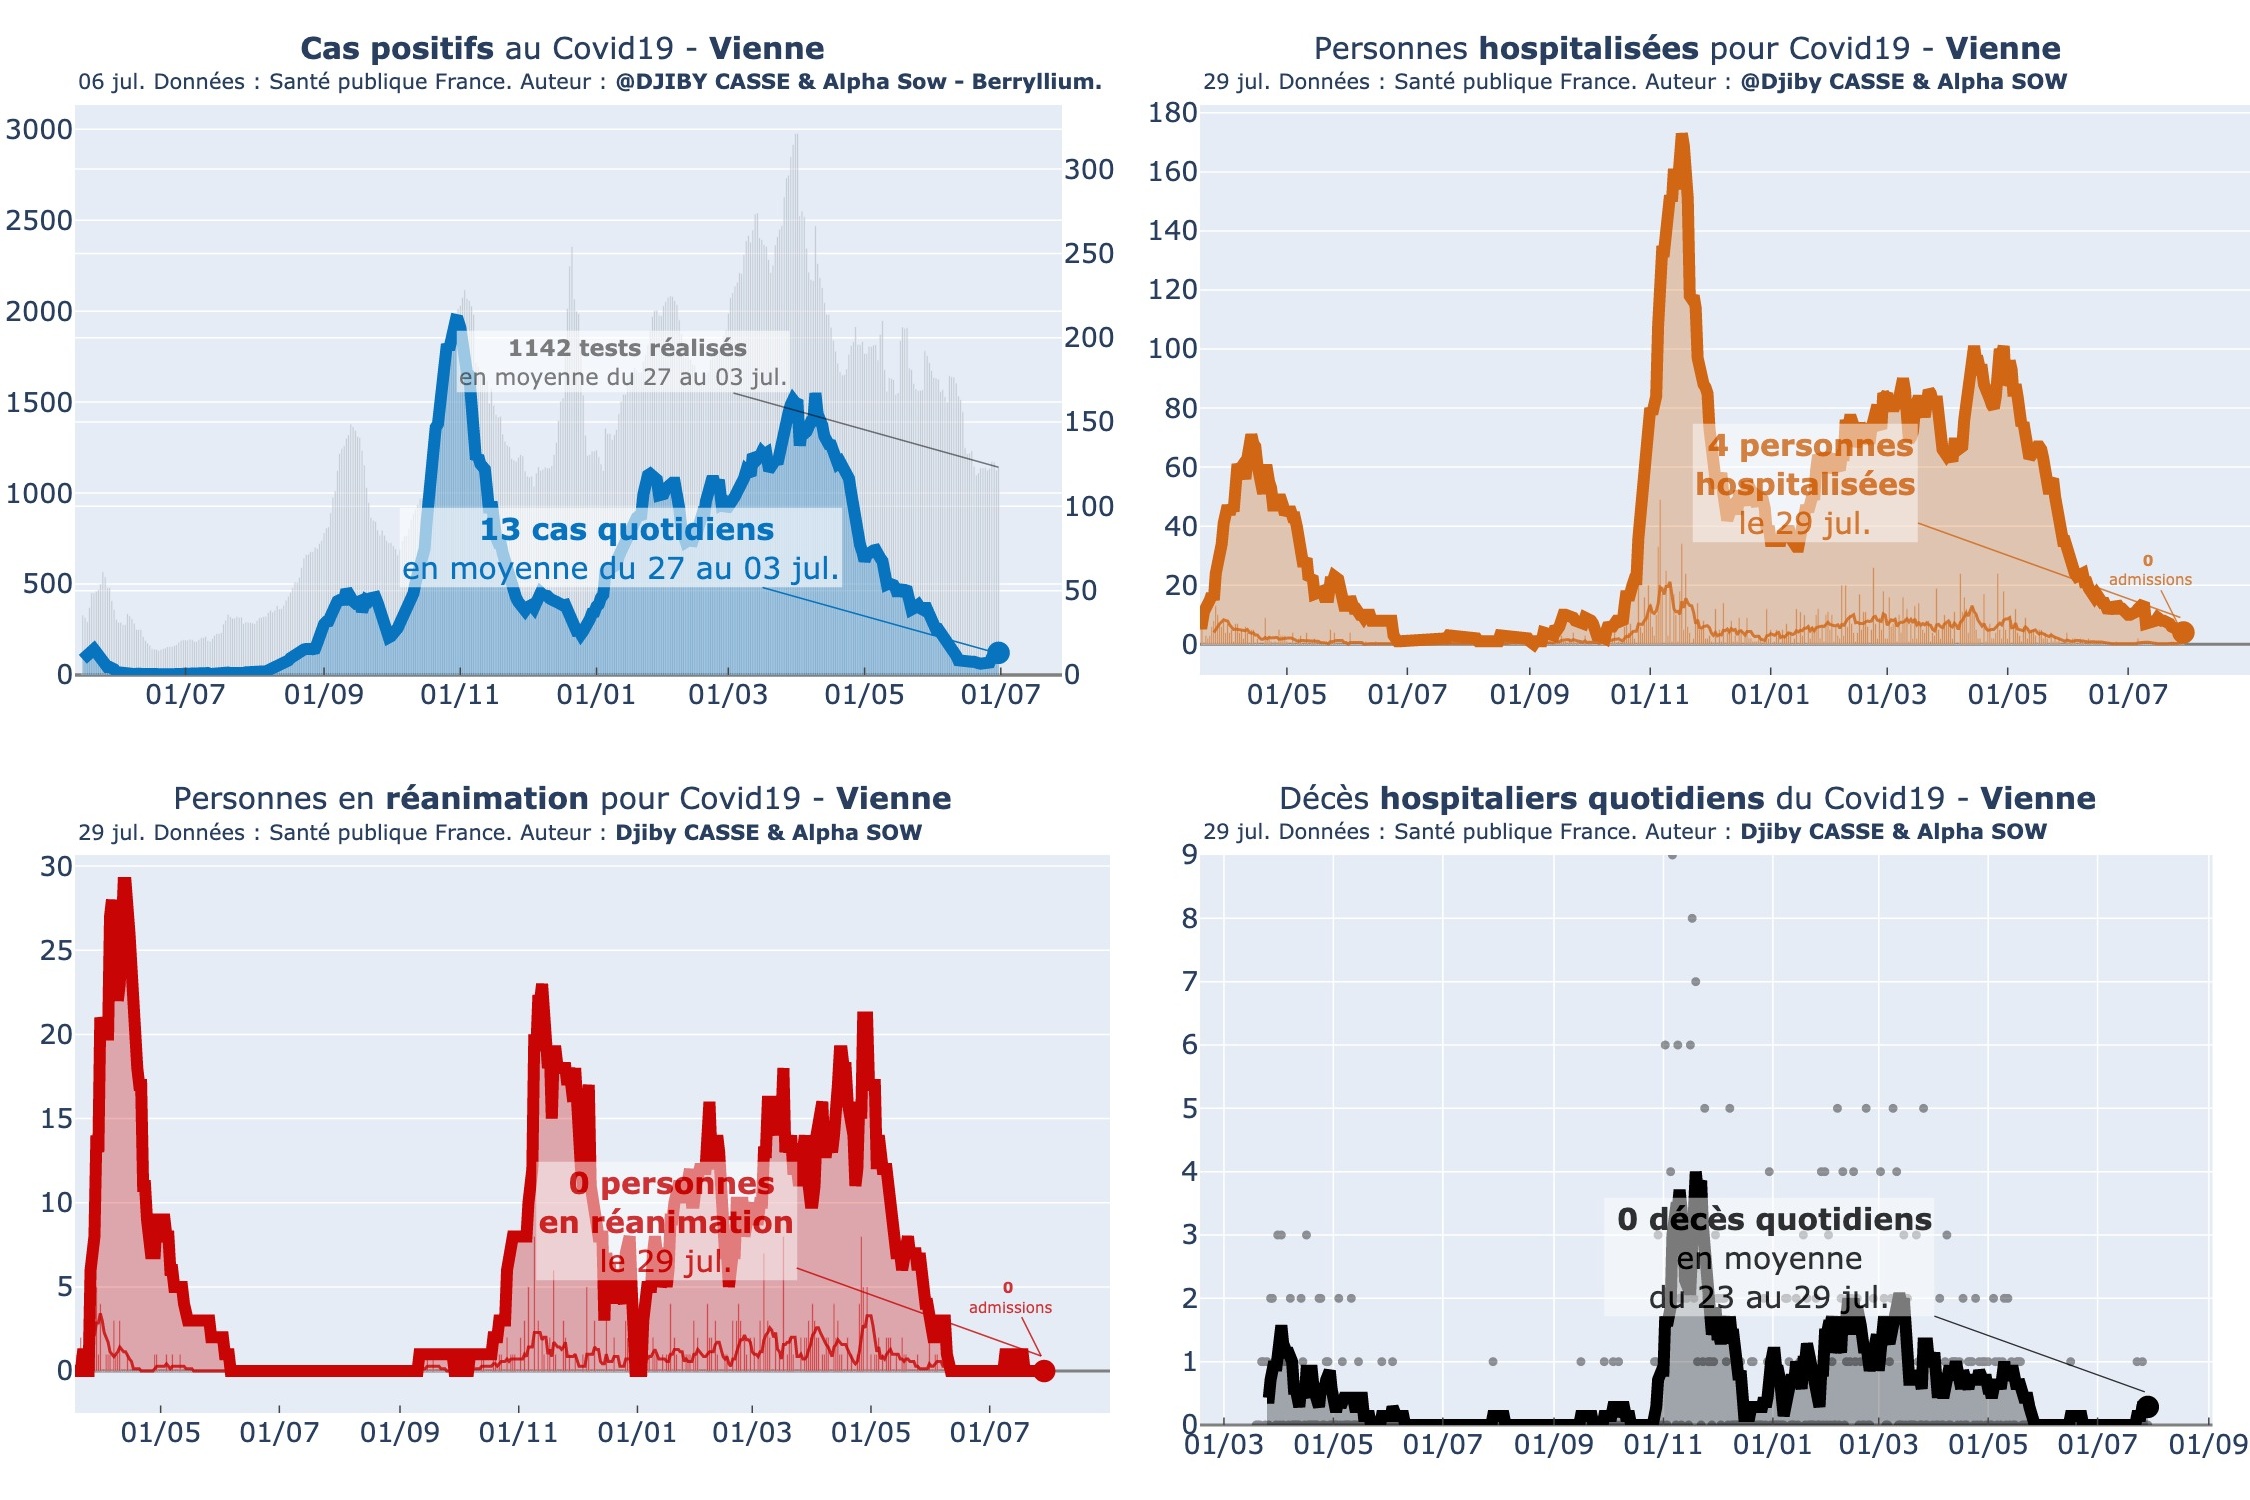 Cas positifs au Covid19 - Vienne
06 jul. Données : Santé publique France. Auteur : @DJIBY CASSE & Alpha Sow - Berryllium.
3000
2500
2000
1500
1000
500
0
300
250
200
150
100
50
0
1142 tests réalisés
en moyenne du 27 au 03 jul.
13 cas quotidiens
en moyenne du 27 au 03 jul.
01/07 01/09 01/11 01/01 01/03 01/05 01/07
Personnes hospitalisées pour Covid19 - Vienne
29 jul. Données : Santé publique France. Auteur : @Djiby CASSE & Alpha SOW
180
160
140
120
100
80
60
40
20
0
4 personnes
hospitalisées
le 29 jul.
0
admissions
01/05 01/07 01/09 01/11 01/01 01/03 01/05 01/07
Personnes en réanimation pour Covid19 - Vienne
29 jul. Données : Santé publique France. Auteur : Djiby CASSE & Alpha SOW
30
25
20
15
10
5
0
0 personnes
en réanimation
le 29 jul.
0
admissions
01/05 01/07 01/09 01/11 01/01 01/03 01/05 01/07
Décès hospitaliers quotidiens du Covid19 - Vienne
29 jul. Données : Santé publique France. Auteur : Djiby CASSE & Alpha SOW
9
8
7
6
5
4
3
2
1
0
0 décès quotidiens
en moyenne
du 23 au 29 jul.
01/03 01/05 01/07 01/09 01/11 01/01 01/03 01/05 01/07 01/09